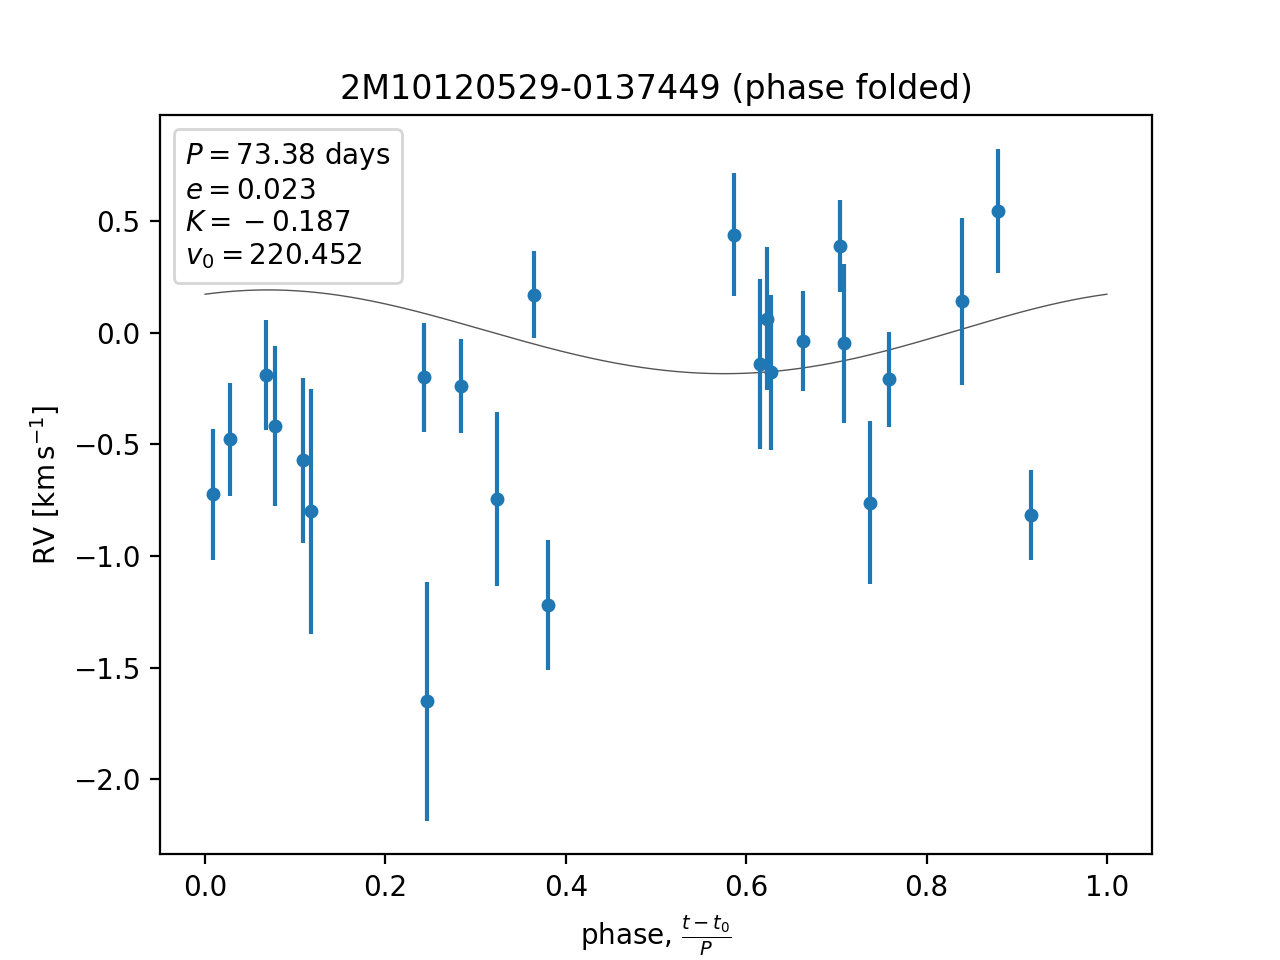 2M10120529-0137449 (phase folded)
P = 73.38 days
e = 0.023
K = −0.187
v₀ = 220.452
RV [km s⁻¹]
0.5
0.0
−0.5
−1.0
−1.5
−2.0
0.0 0.2 0.4 0.6 0.8 1.0
phase, (t − t₀)/P